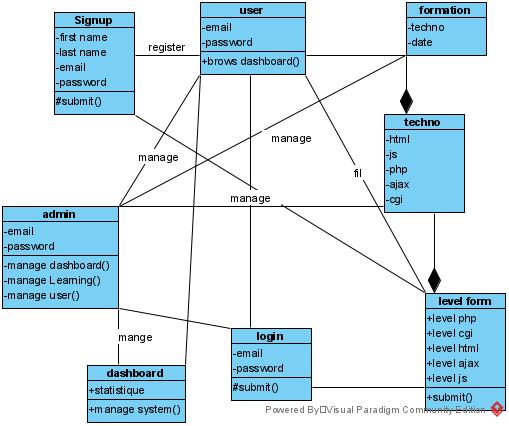 Signup
-first name
-last name
-email
-password
#submit()
register
user
-email
-password
+brows dashboard()
formation
-techno
-date
techno
-html
-js
-php
-ajax
-cgi
manage
manage
fil
manage
admin
-email
-password
-manage dashboard()
-manage Learning()
-manage user()
mange
dashboard
+statistique
+manage system()
login
-email
-password
#submit()
level form
+level php
+level cgi
+level html
+level ajax
+level js
+submit()
Powered By Visual Paradigm Community Edition